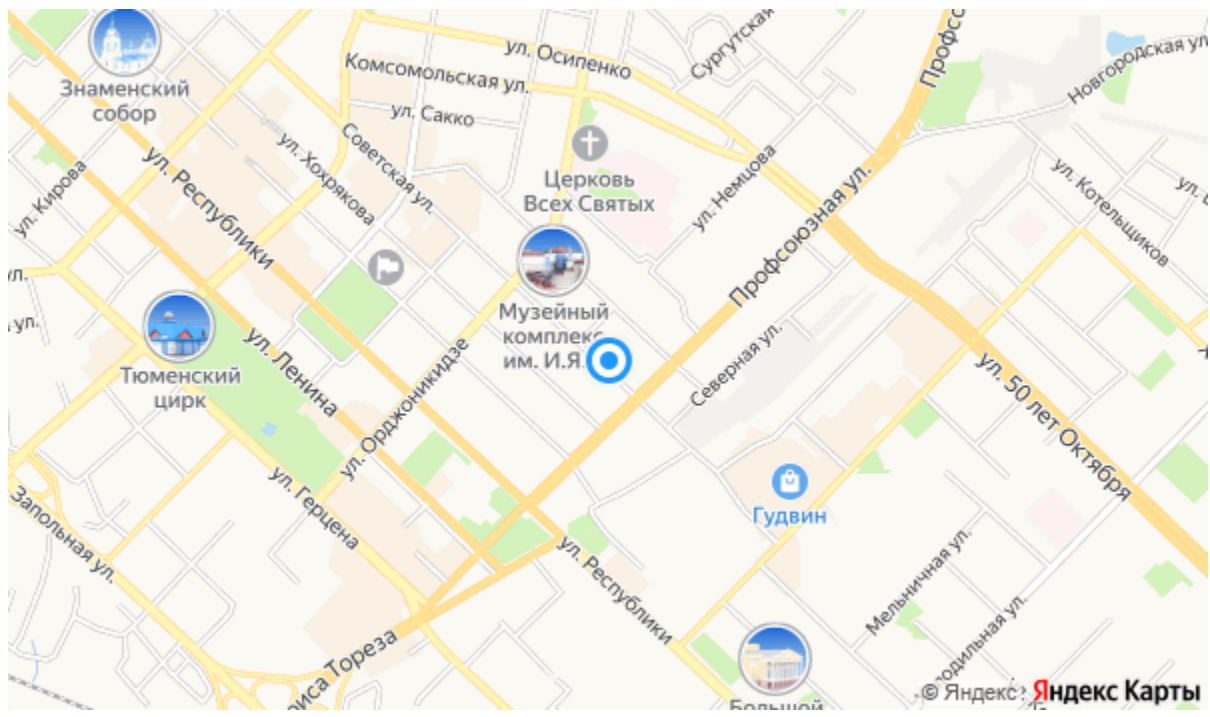 Знаменский
собор
ул. Осипенко
Сургутская
Комсомольская ул.
ул. Сакко
Новгородская ул
ул. Хохрякова
Советская ул.
ул. Республики
ул. Кирова
Церковь
Всех Святых
ул. Немцова
Профсоюзная ул.
ул. Котельщиков
Музейный
комплекс
им. И.Я.
Тюменский
цирк
ул. Ленина
ул. Орджоникидзе
Северная ул.
ул. 50 лет Октября
ул. Герцена
Запольная ул.
Гудвин
ул. Республики
Мельничная ул.
Большой
© Яндекс
Яндекс Карты